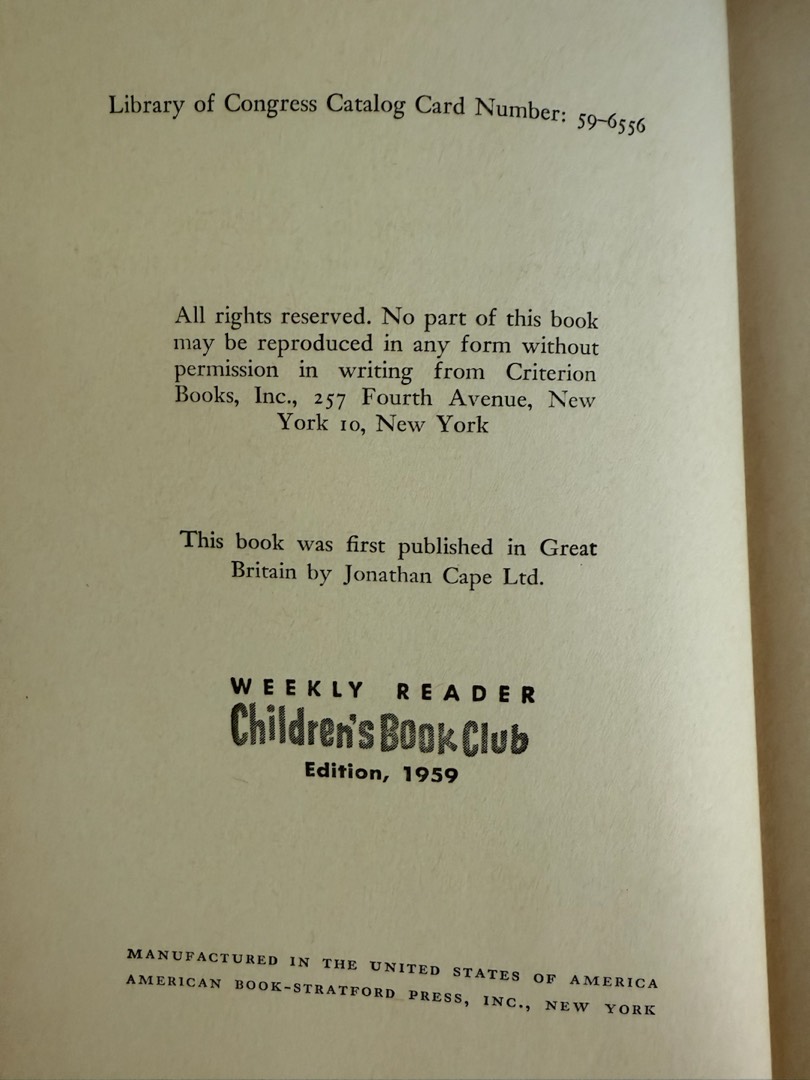 Library of Congress Catalog Card Number: 59-6556
All rights reserved. No part of this book
may be reproduced in any form without
permission in writing from Criterion
Books, Inc., 257 Fourth Avenue, New
York 10, New York
This book was first published in Great
Britain by Jonathan Cape Ltd.
WEEKLY READER
Children's Book Club
Edition, 1959
MANUFACTURED IN THE UNITED STATES OF AMERICA
AMERICAN BOOK-STRATFORD PRESS, INC., NEW YORK